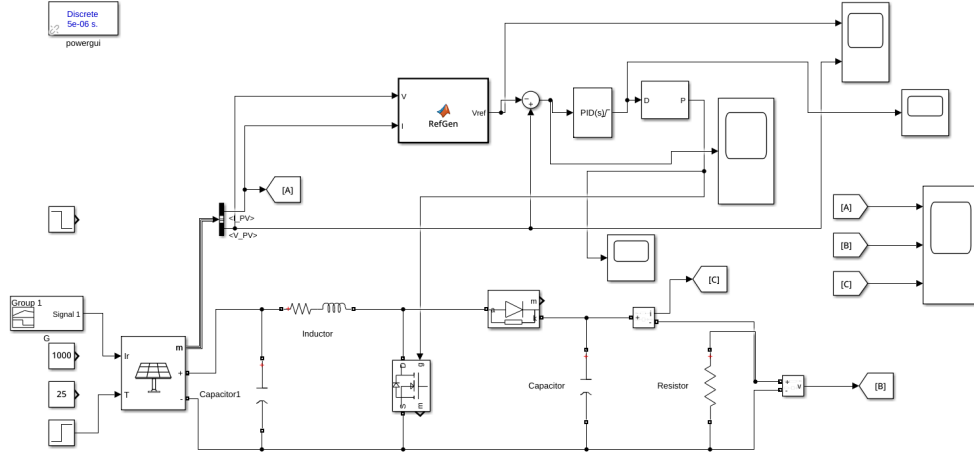 Discrete
5e-06 s.
powergui
V
I
RefGen
Vref
−
+
PID(s)
D
P
[A]
<I_PV>
<V_PV>
[A]
[B]
[C]
[C]
Group 1
Signal 1
G
1000
25
Ir
T
m
+
-
Inductor
Capacitor1
g
D
S
m
a
k
m
Capacitor
+
i
-
Resistor
+
-
v
[B]